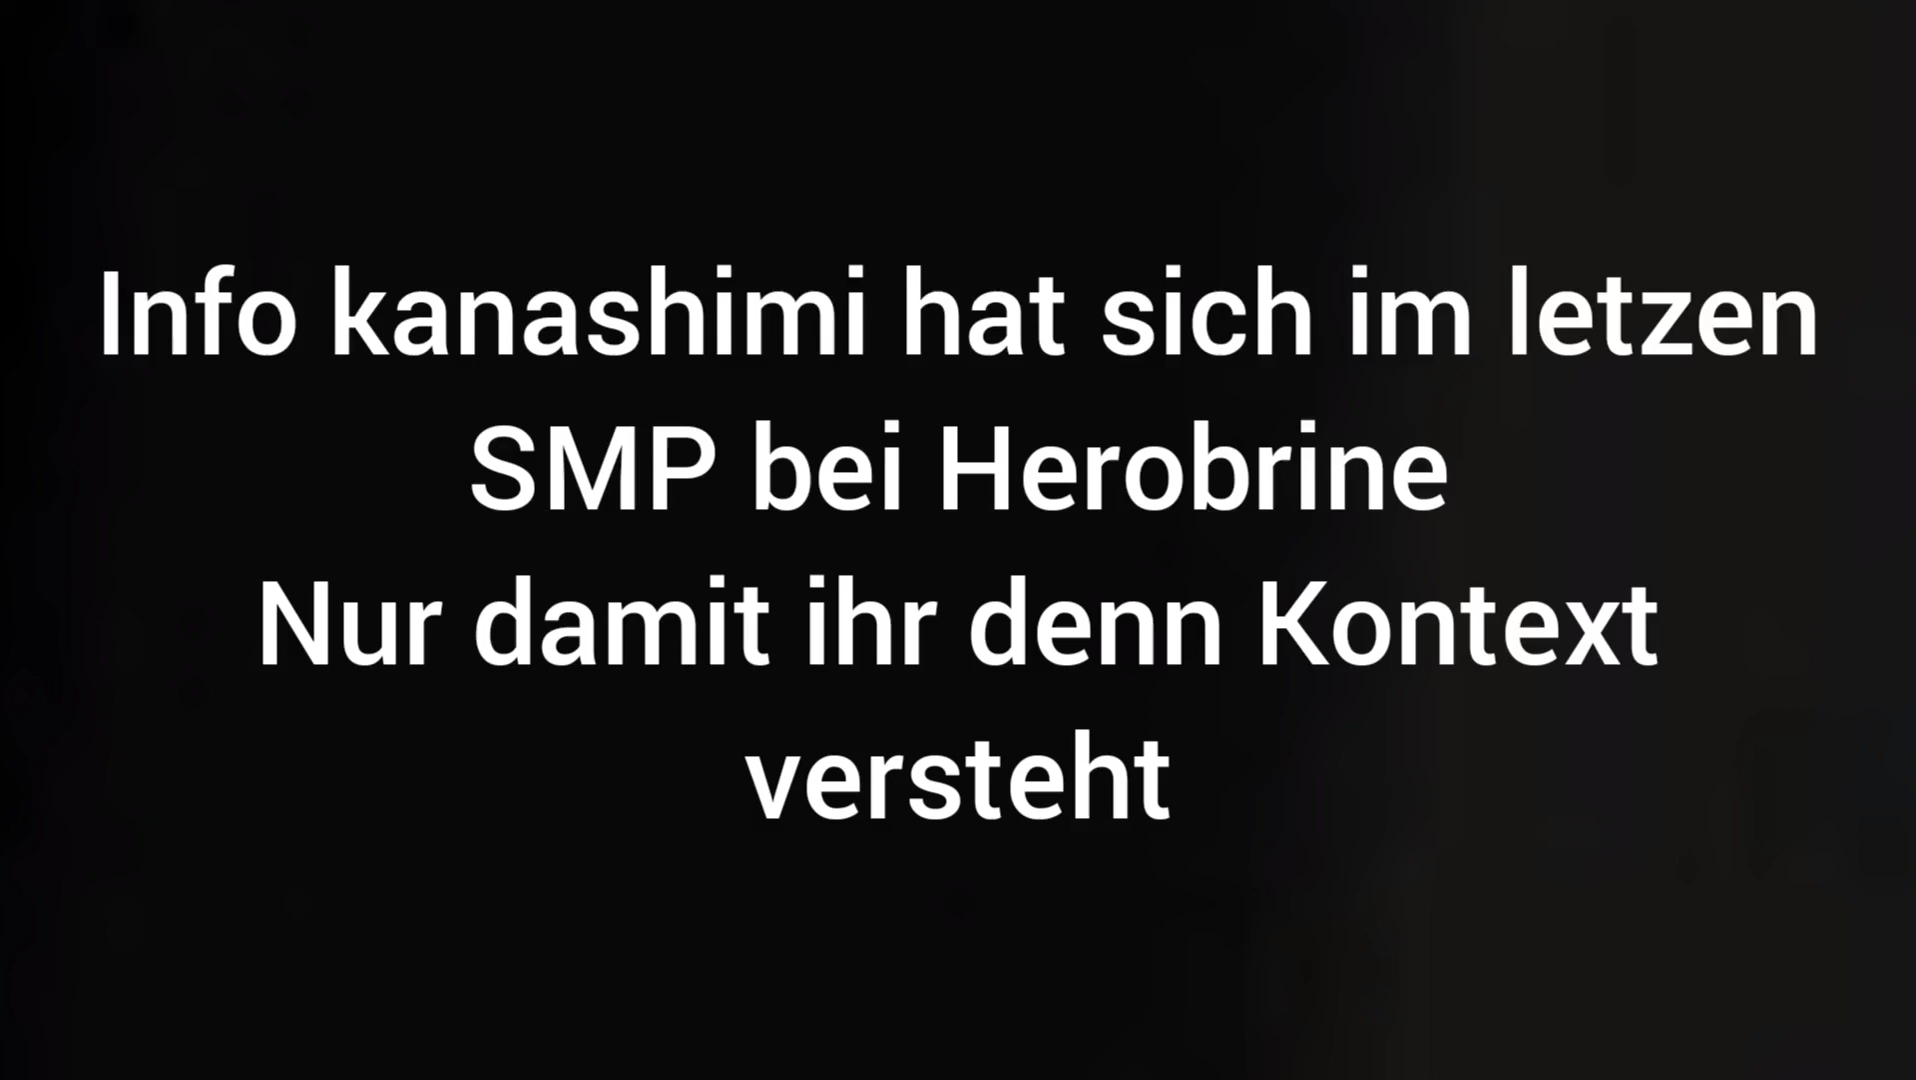 Info kanashimi hat sich im letzen
SMP bei Herobrine
Nur damit ihr denn Kontext
versteht